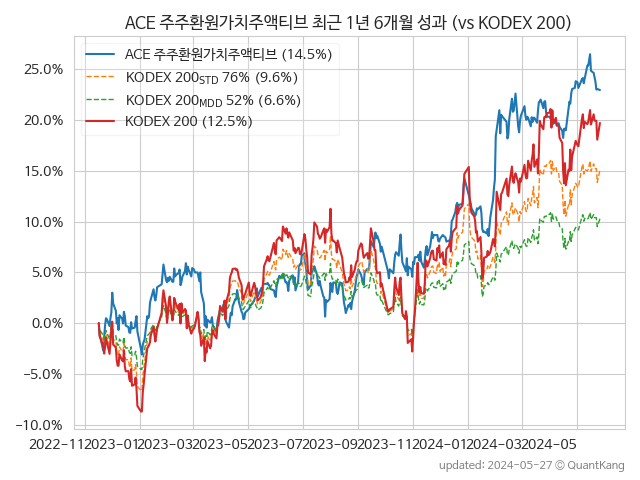 ACE 주주환원가치주액티브 최근 1년 6개월 성과 (vs KODEX 200)
ACE 주주환원가치주액티브 (14.5%)
KODEX 200STD 76% (9.6%)
KODEX 200MDD 52% (6.6%)
KODEX 200 (12.5%)
25.0%
20.0%
15.0%
10.0%
5.0%
0.0%
−5.0%
−10.0%
2022-11 2023-01 2023-03 2023-05 2023-07 2023-09 2023-11 2024-01 2024-03 2024-05
updated: 2024-05-27 ⓒ QuantKang